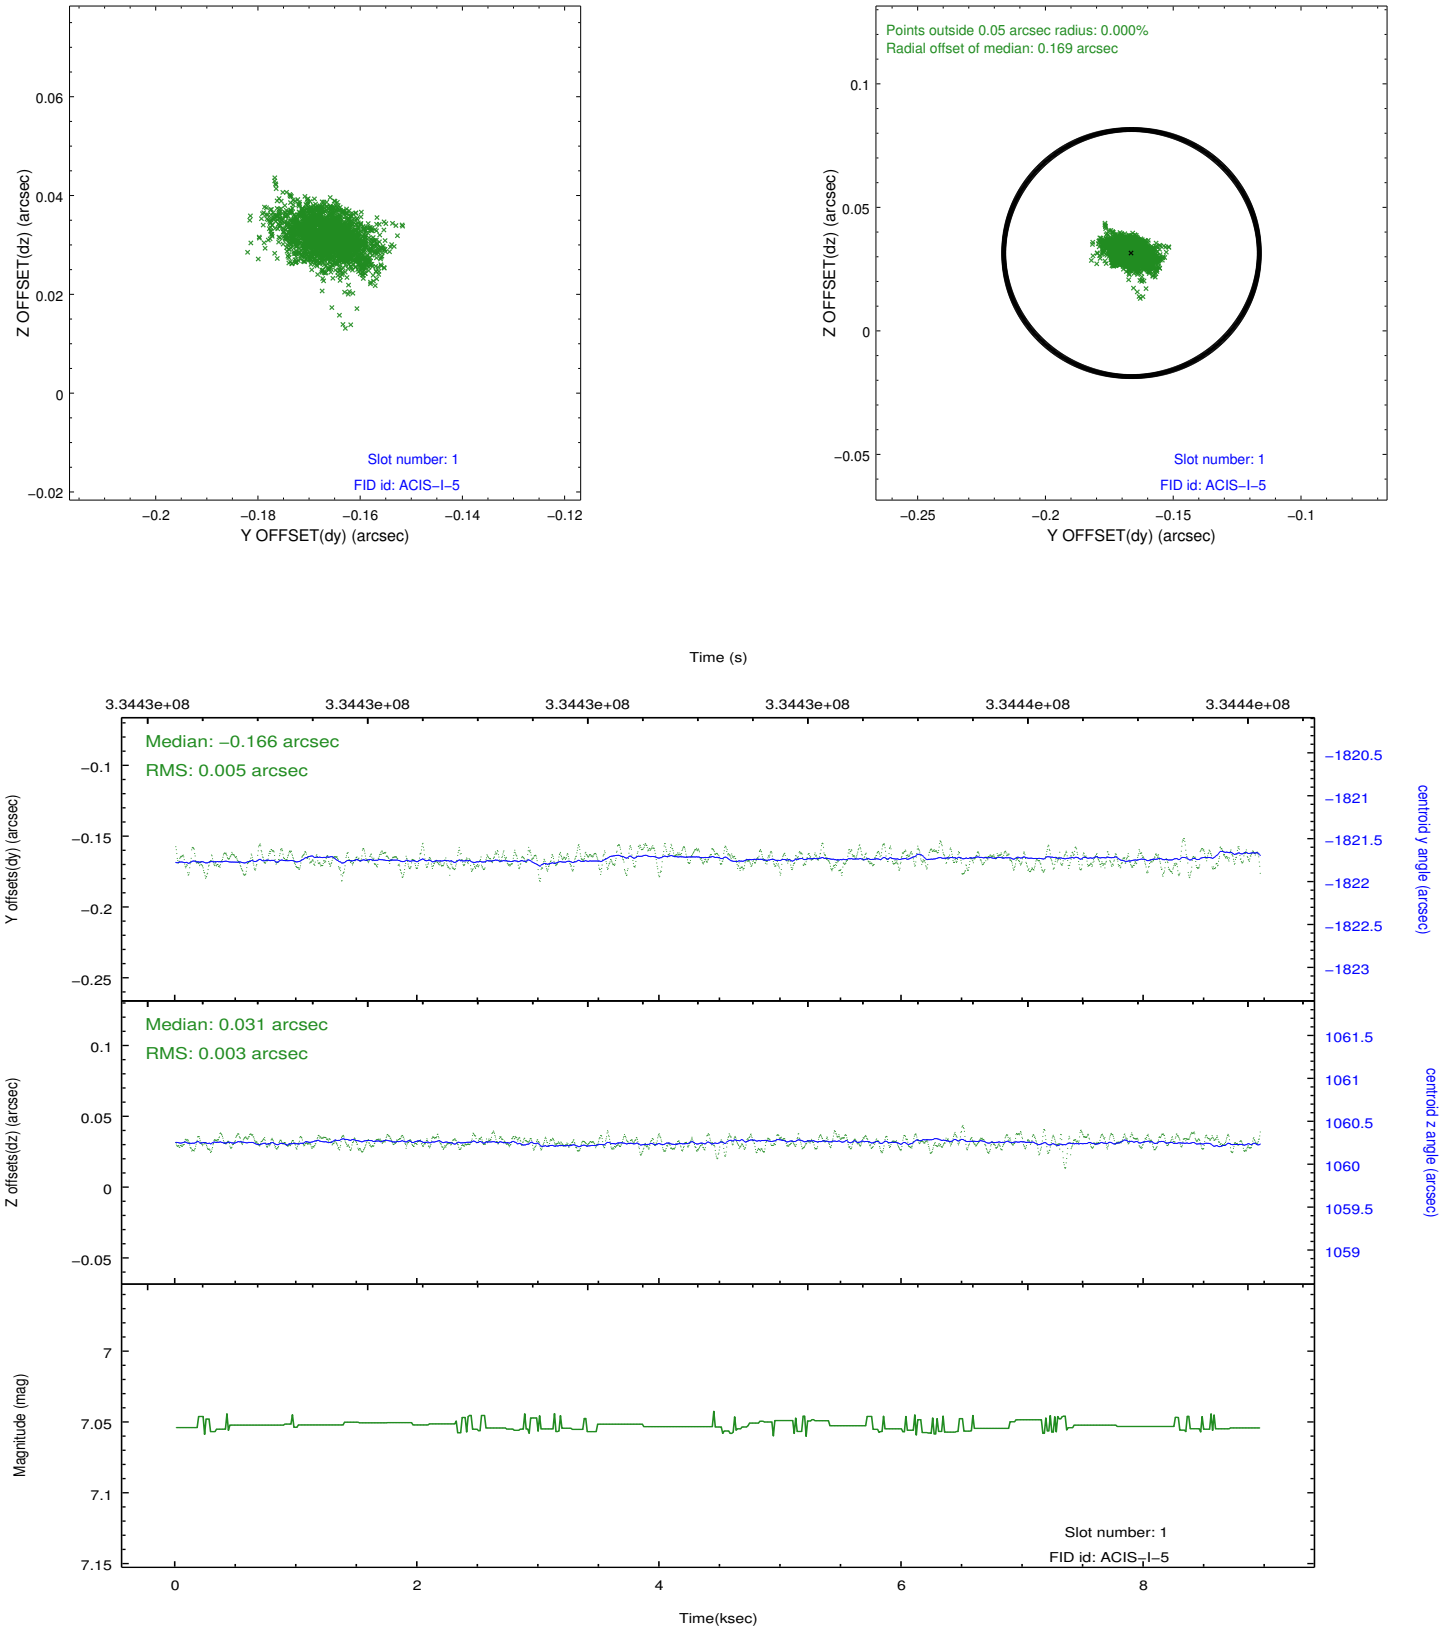 0.06
0.04
0.02
0
−0.02
Z OFFSET(dz) (arcsec)
Slot number: 1
FID id: ACIS−I−5
−0.2
−0.18
−0.16
−0.14
−0.12
Y OFFSET(dy) (arcsec)
Points outside 0.05 arcsec radius: 0.000%
Radial offset of median: 0.169 arcsec
0.1
0.05
0
−0.05
Z OFFSET(dz) (arcsec)
Slot number: 1
FID id: ACIS−I−5
−0.25
−0.2
−0.15
−0.1
Y OFFSET(dy) (arcsec)
Time (s)
3.3443e+08
3.3443e+08
3.3443e+08
3.3443e+08
3.3444e+08
3.3444e+08
Median: −0.166 arcsec
RMS: 0.005 arcsec
−0.1
−0.15
−0.2
−0.25
Y offsets(dy) (arcsec)
−1820.5
−1821
−1821.5
−1822
−1822.5
−1823
centroid y angle (arcsec)
Median: 0.031 arcsec
RMS: 0.003 arcsec
0.1
0.05
0
−0.05
Z offsets(dz) (arcsec)
1061.5
1061
1060.5
1060
1059.5
1059
centroid z angle (arcsec)
7
7.05
7.1
7.15
Magnitude (mag)
Slot number: 1
FID id: ACIS−I−5
0
2
4
6
8
Time(ksec)